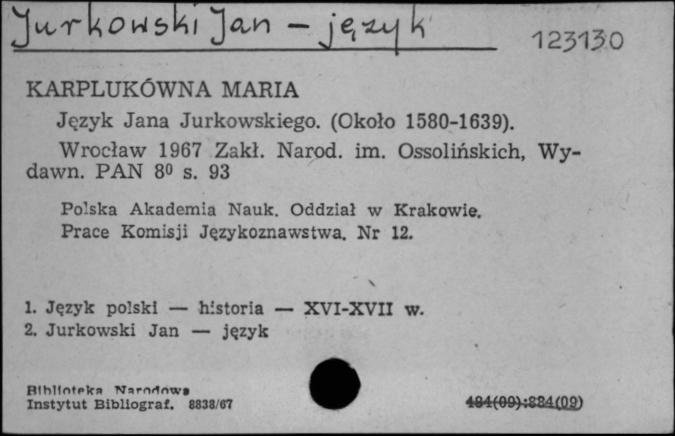 Jurkowski Jan – język
123130
KARPLUKÓWNA MARIA
Język Jana Jurkowskiego. (Około 1580-1639).
Wrocław 1967 Zakł. Narod. im. Ossolińskich, Wy-
dawn. PAN 8⁰ s. 93
Polska Akademia Nauk. Oddział w Krakowie.
Prace Komisji Językoznawstwa. Nr 12.
1. Język polski — historia — XVI-XVII w.
2. Jurkowski Jan — język
Biblioteka Narodowa
Instytut Bibliograf. 8838/67
494(09):884(09)